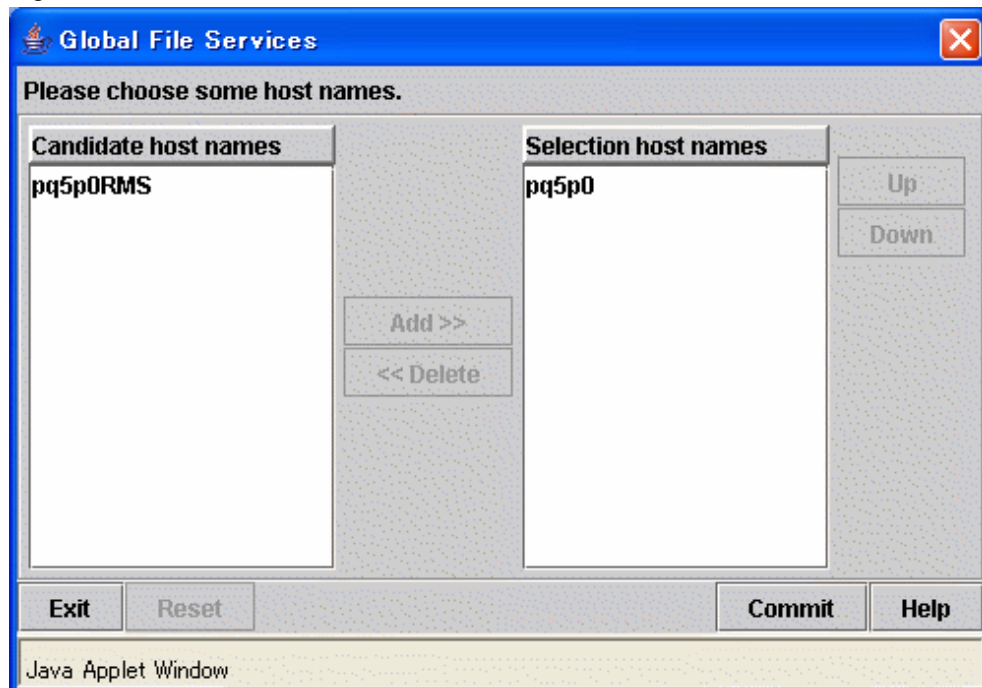 Global File Services
Please choose some host names.
Candidate host names
pq5p0RMS
Add >>
<< Delete
Selection host names
pq5p0
Up
Down
Exit Reset Commit Help
Java Applet Window